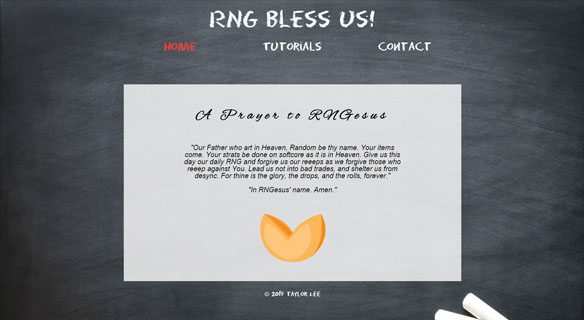 RNG BLESS US!
HOME TUTORIALS CONTACT
A Prayer to RNGesus
"Our Father who art in Heaven, Random be thy name. Your items
come. Your strats be done on softcore as it is in Heaven. Give us this
day our daily RNG and forgive us our reeeps as we forgive those who
reeep against You. Lead us not into bad trades, and shelter us from
desync. For thine is the glory, the drops, and the rolls, forever."
"In RNGesus' name. Amen."
© 2015 TAYLOR LEE